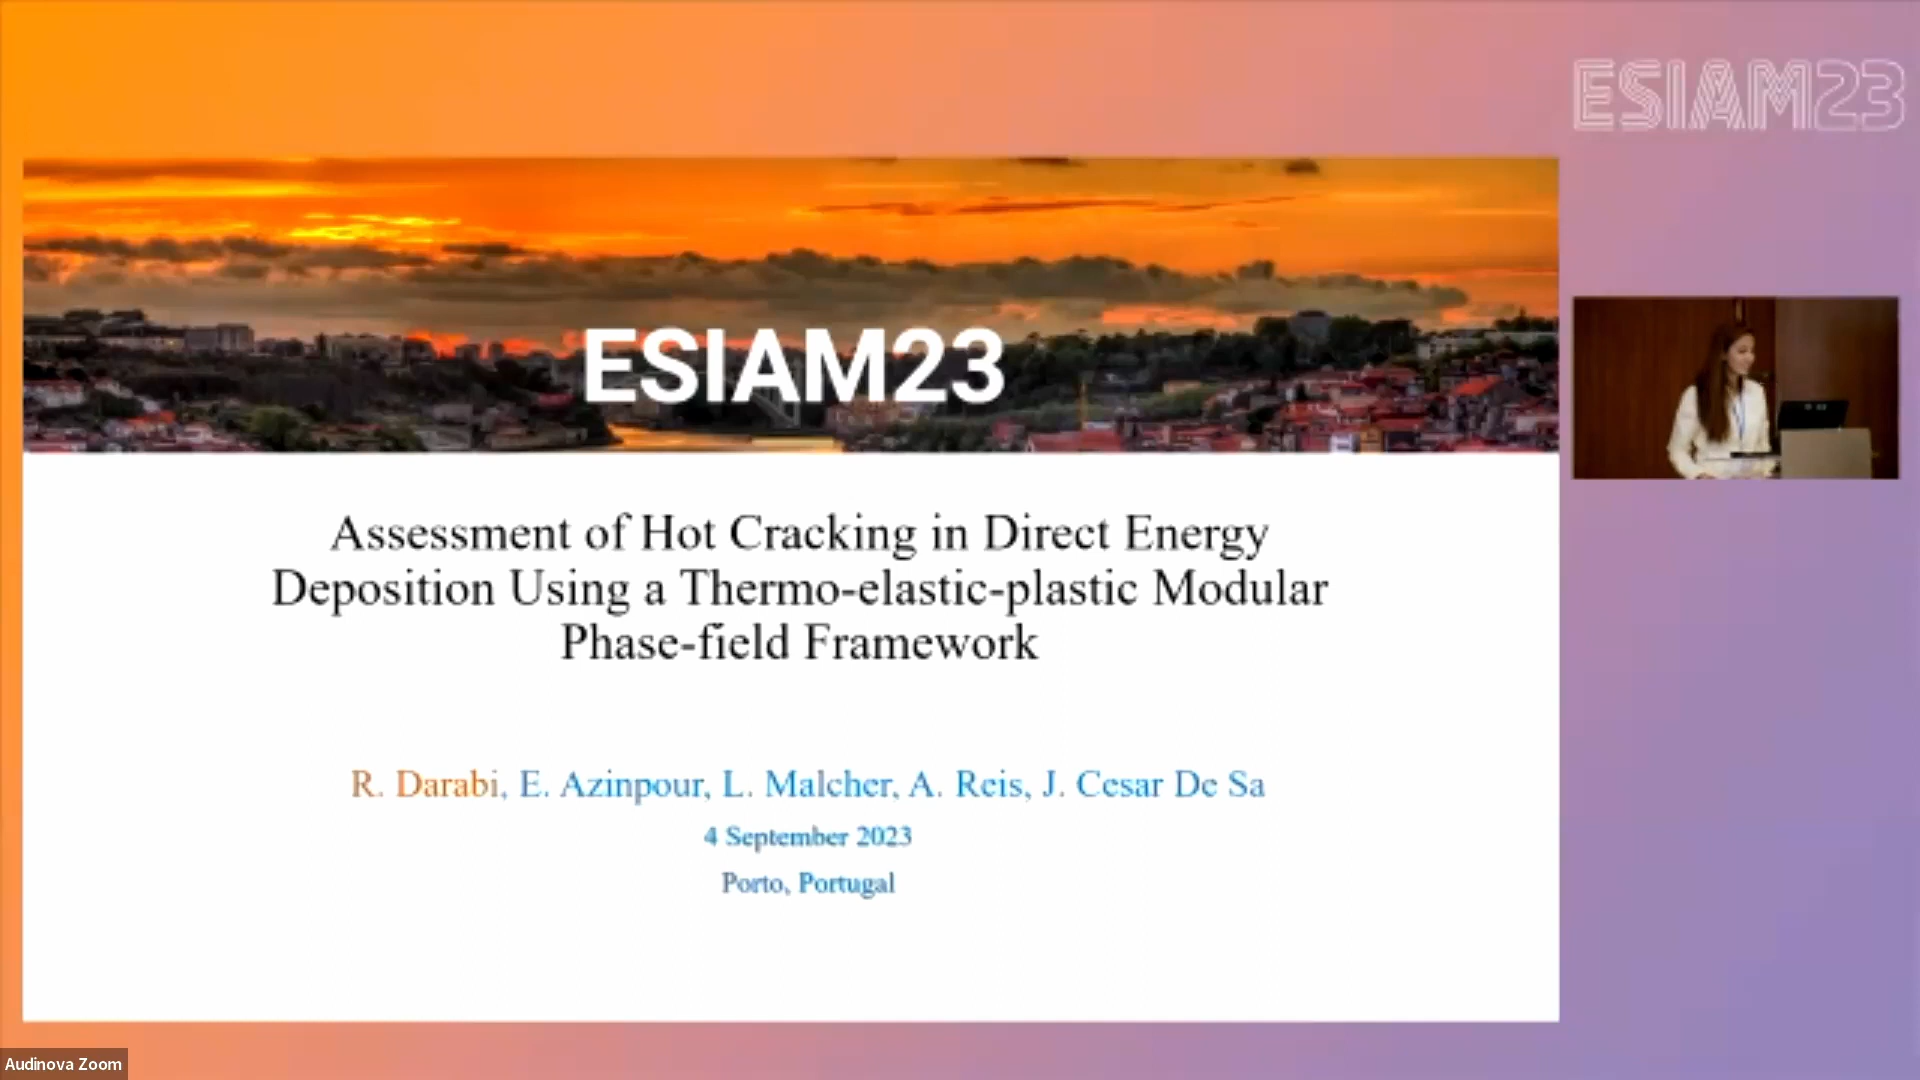 ESIAM23
ESIAM23
Assessment of Hot Cracking in Direct Energy
Deposition Using a Thermo-elastic-plastic Modular
Phase-field Framework
R. Darabi, E. Azinpour, L. Malcher, A. Reis, J. Cesar De Sa
4 September 2023
Porto, Portugal
Audinova Zoom